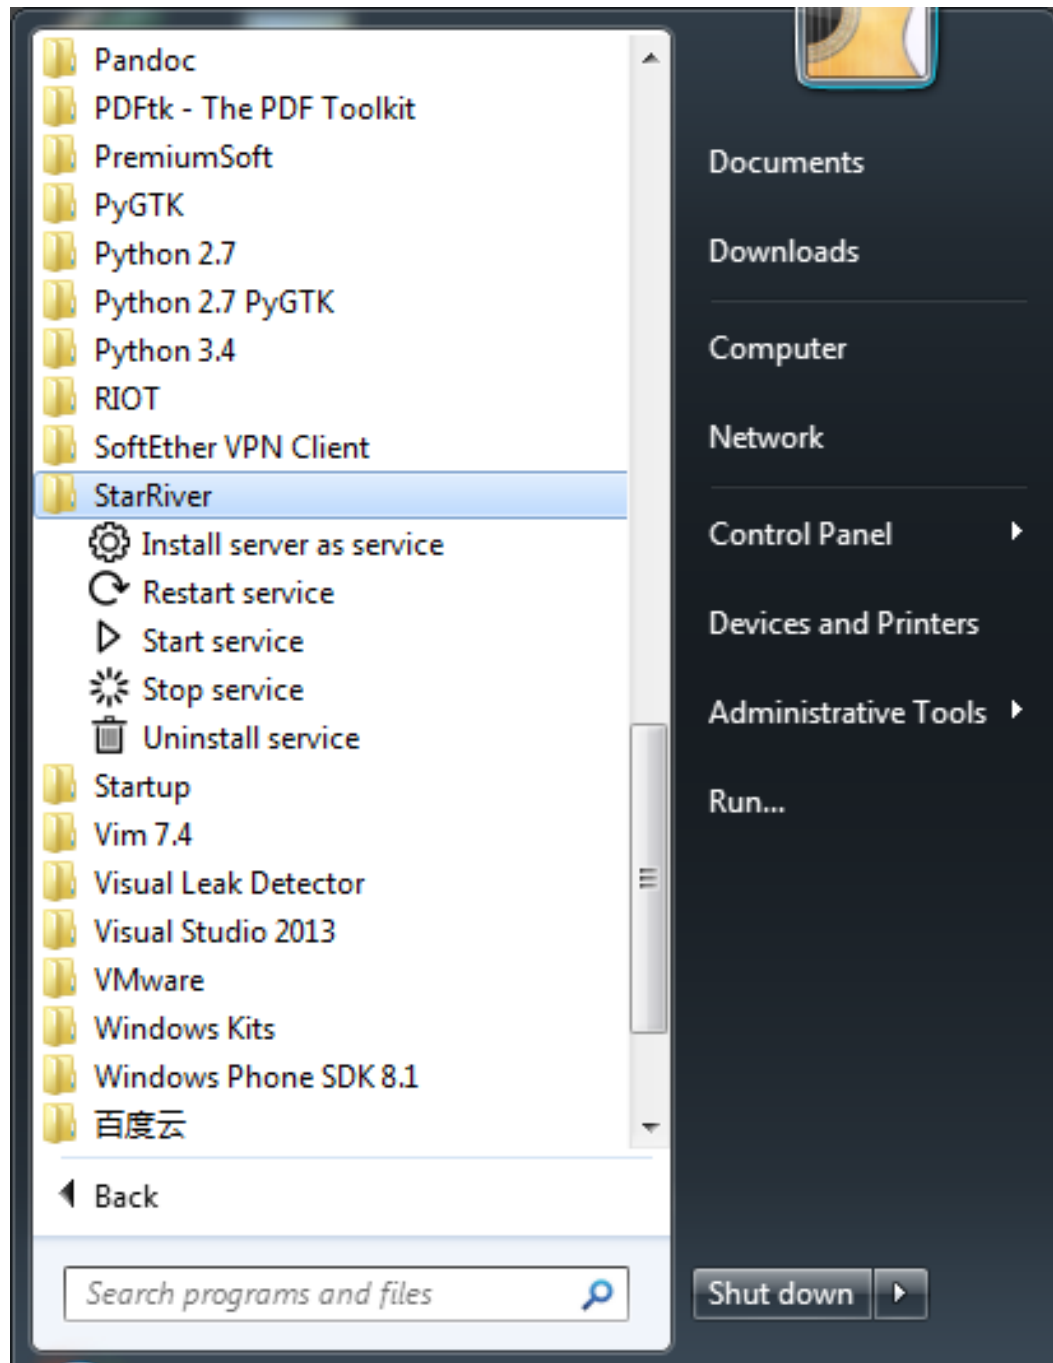 Pandoc
PDFtk - The PDF Toolkit
PremiumSoft
PyGTK
Python 2.7
Python 2.7 PyGTK
Python 3.4
RIOT
SoftEther VPN Client
StarRiver
Install server as service
Restart service
Start service
Stop service
Uninstall service
Startup
Vim 7.4
Visual Leak Detector
Visual Studio 2013
VMware
Windows Kits
Windows Phone SDK 8.1
百度云
Back
Search programs and files
Documents
Downloads
Computer
Network
Control Panel
Devices and Printers
Administrative Tools
Run...
Shut down